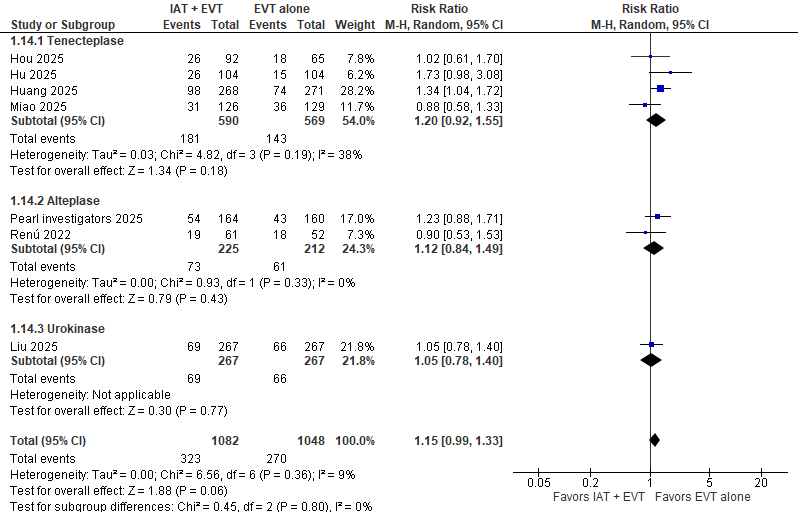 IAT + EVT EVT alone Risk Ratio Risk Ratio
Study or Subgroup Events Total Events Total Weight M-H, Random, 95% CI M-H, Random, 95% CI
1.14.1 Tenecteplase
Hou 2025 26 92 18 65 7.8% 1.02 [0.61, 1.70]
Hu 2025 26 104 15 104 6.2% 1.73 [0.98, 3.08]
Huang 2025 98 268 74 271 28.2% 1.34 [1.04, 1.72]
Miao 2025 31 126 36 129 11.7% 0.88 [0.58, 1.33]
Subtotal (95% CI) 590 569 54.0% 1.20 [0.92, 1.55]
Total events 181 143
Heterogeneity: Tau² = 0.03; Chi² = 4.82, df = 3 (P = 0.19); I² = 38%
Test for overall effect: Z = 1.34 (P = 0.18)
1.14.2 Alteplase
Pearl investigators 2025 54 164 43 160 17.0% 1.23 [0.88, 1.71]
Renú 2022 19 61 18 52 7.3% 0.90 [0.53, 1.53]
Subtotal (95% CI) 225 212 24.3% 1.12 [0.84, 1.49]
Total events 73 61
Heterogeneity: Tau² = 0.00; Chi² = 0.93, df = 1 (P = 0.33); I² = 0%
Test for overall effect: Z = 0.79 (P = 0.43)
1.14.3 Urokinase
Liu 2025 69 267 66 267 21.8% 1.05 [0.78, 1.40]
Subtotal (95% CI) 267 267 21.8% 1.05 [0.78, 1.40]
Total events 69 66
Heterogeneity: Not applicable
Test for overall effect: Z = 0.30 (P = 0.77)
Total (95% CI) 1082 1048 100.0% 1.15 [0.99, 1.33]
Total events 323 270
Heterogeneity: Tau² = 0.00; Chi² = 6.56, df = 6 (P = 0.36); I² = 9%
Test for overall effect: Z = 1.88 (P = 0.06)
Test for subgroup differences: Chi² = 0.45, df = 2 (P = 0.80), I² = 0%
0.05 0.2 1 5 20
Favors IAT + EVT Favors EVT alone